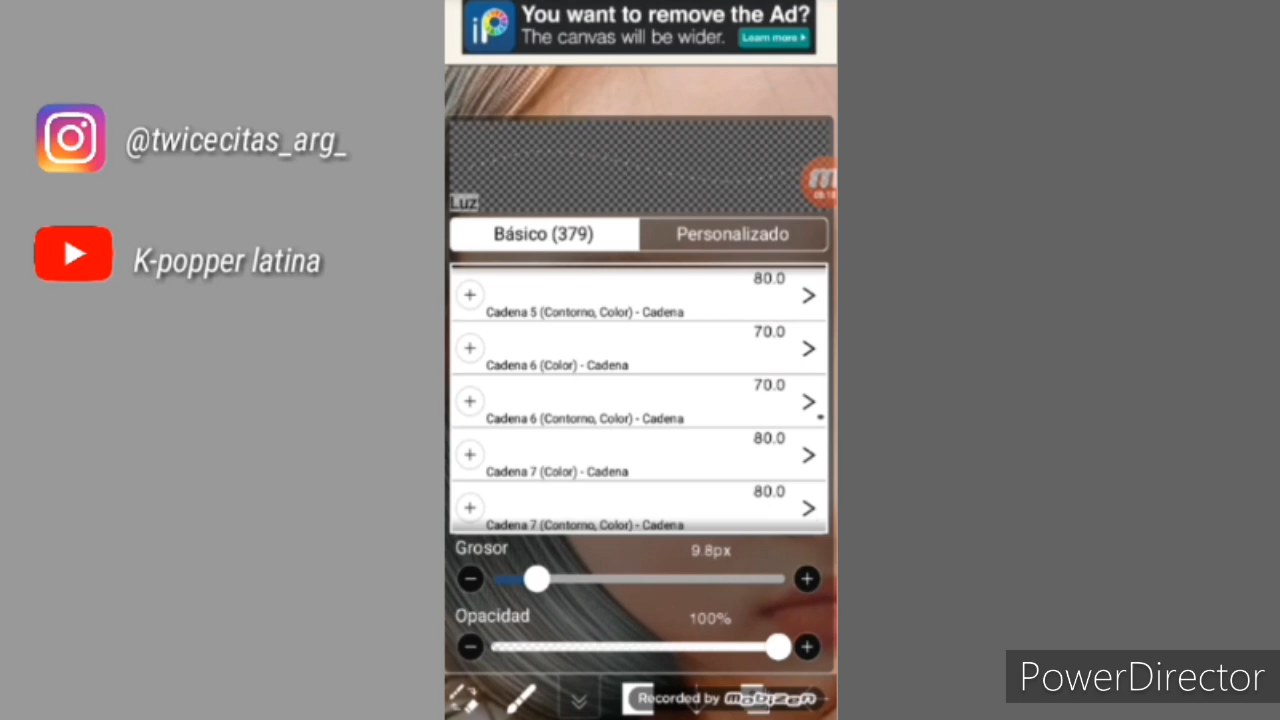 You want to remove the Ad?
The canvas will be wider.
Learn more
iP
@twicecitas_arg_
K-popper latina
Luz
Básico (379)
Personalizado
80.0
Cadena 5 (Contorno, Color) - Cadena
70.0
Cadena 6 (Color) - Cadena
70.0
Cadena 6 (Contorno, Color) - Cadena
80.0
Cadena 7 (Color) - Cadena
80.0
Cadena 7 (Contorno, Color) - Cadena
Grosor
9.8px
Opacidad
100%
Recorded by Mobizen
PowerDirector